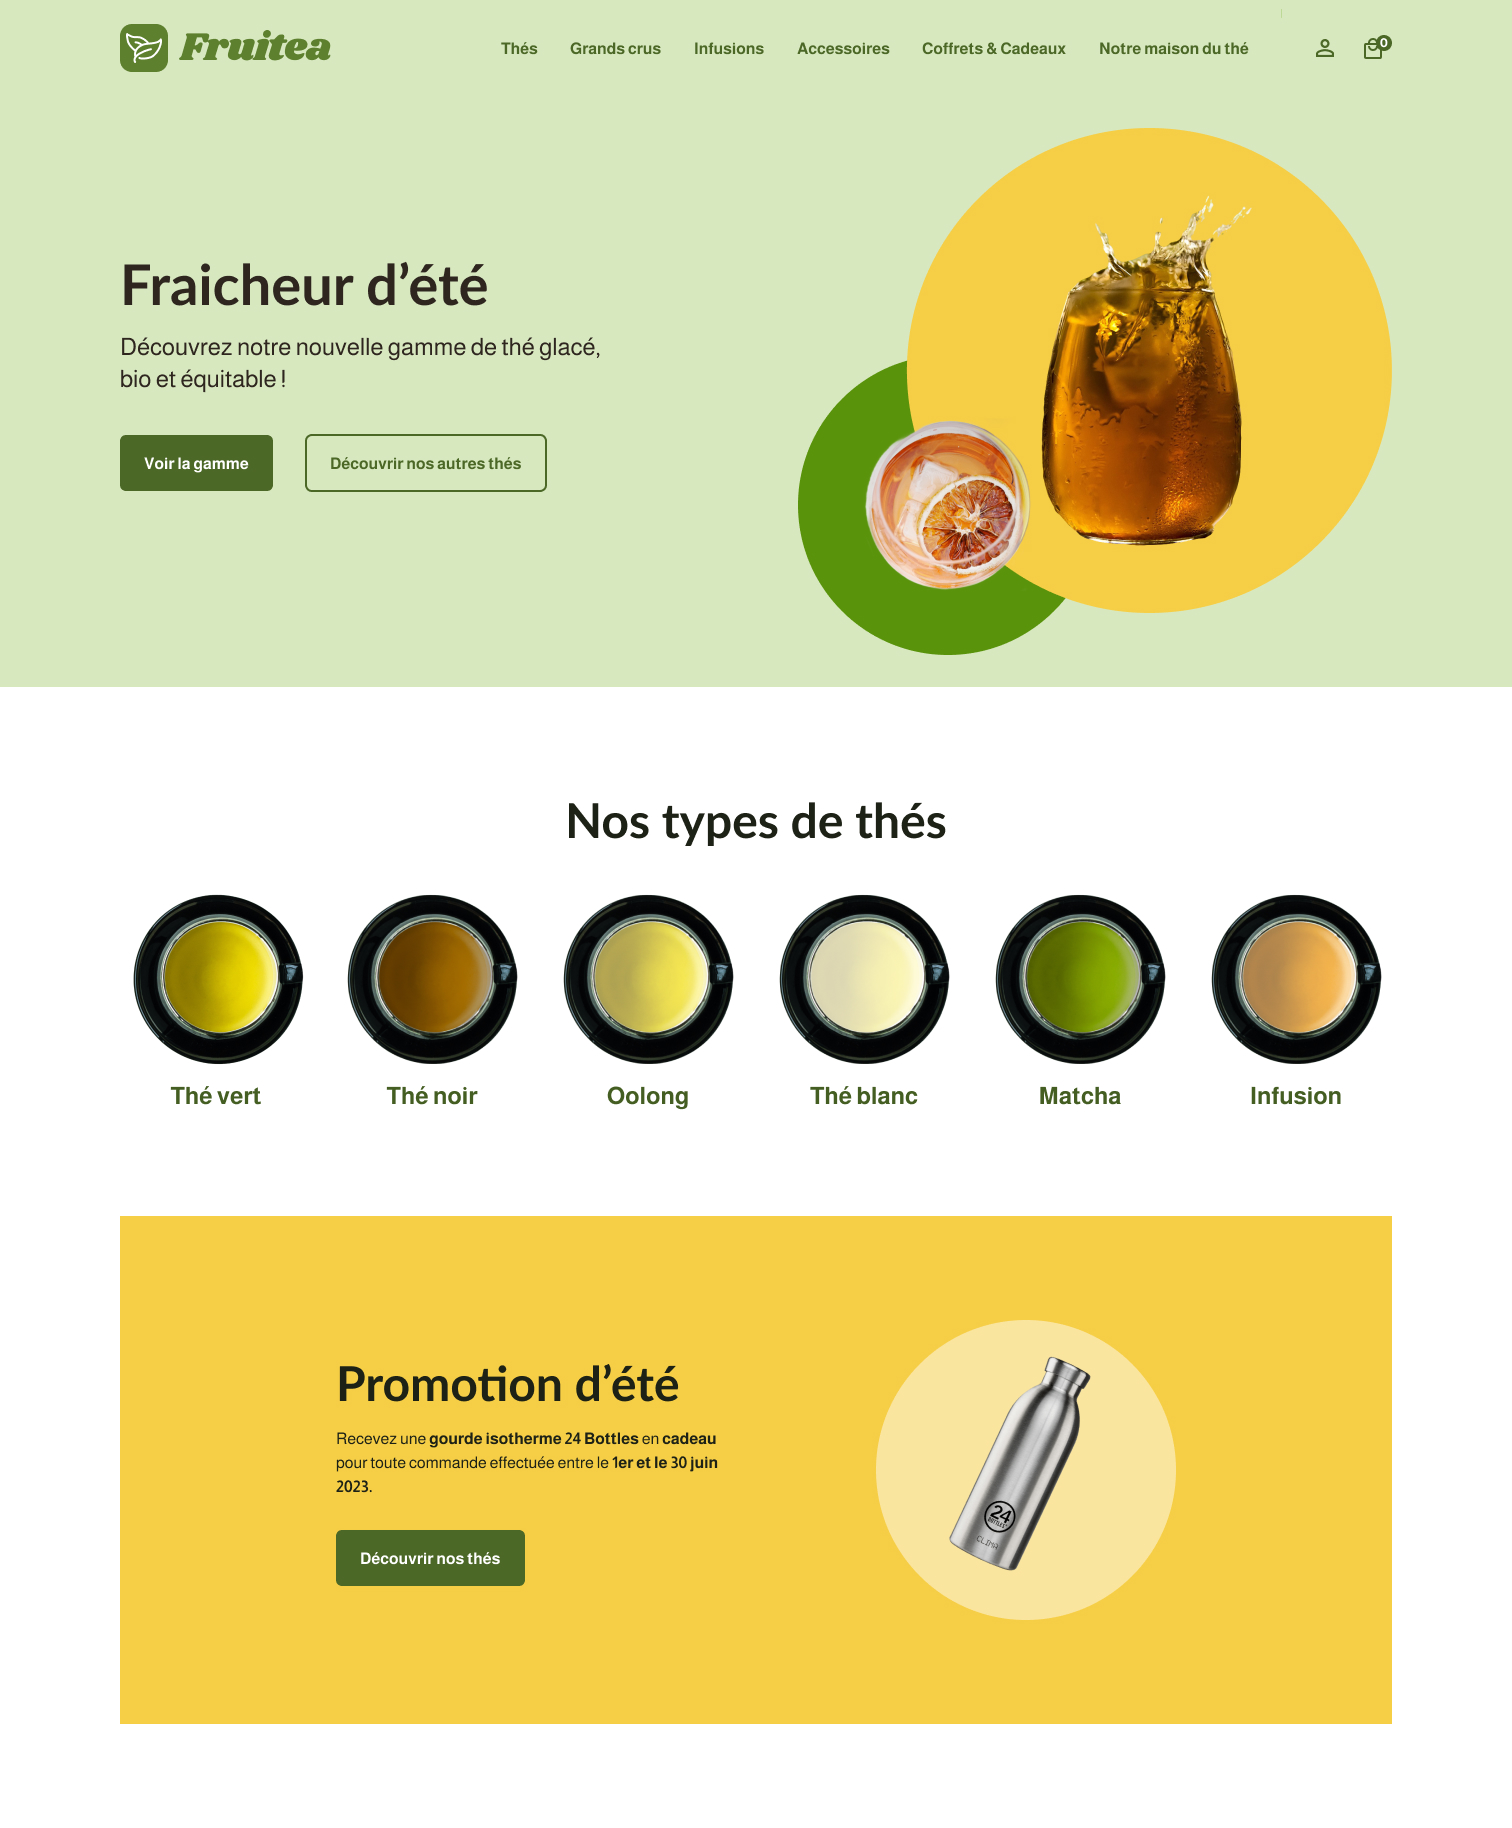 Fruitea
Thés
Grands crus
Infusions
Accessoires
Coffrets & Cadeaux
Notre maison du thé
0
Fraicheur d’été
Découvrez notre nouvelle gamme de thé glacé,
bio et équitable !
Voir la gamme
Découvrir nos autres thés
Nos types de thés
Thé vert
Thé noir
Oolong
Thé blanc
Matcha
Infusion
Promotion d’été
Recevez une gourde isotherme 24 Bottles en cadeau
pour toute commande effectuée entre le 1er et le 30 juin
2023.
Découvrir nos thés
24
BOTTLES
CLIMA